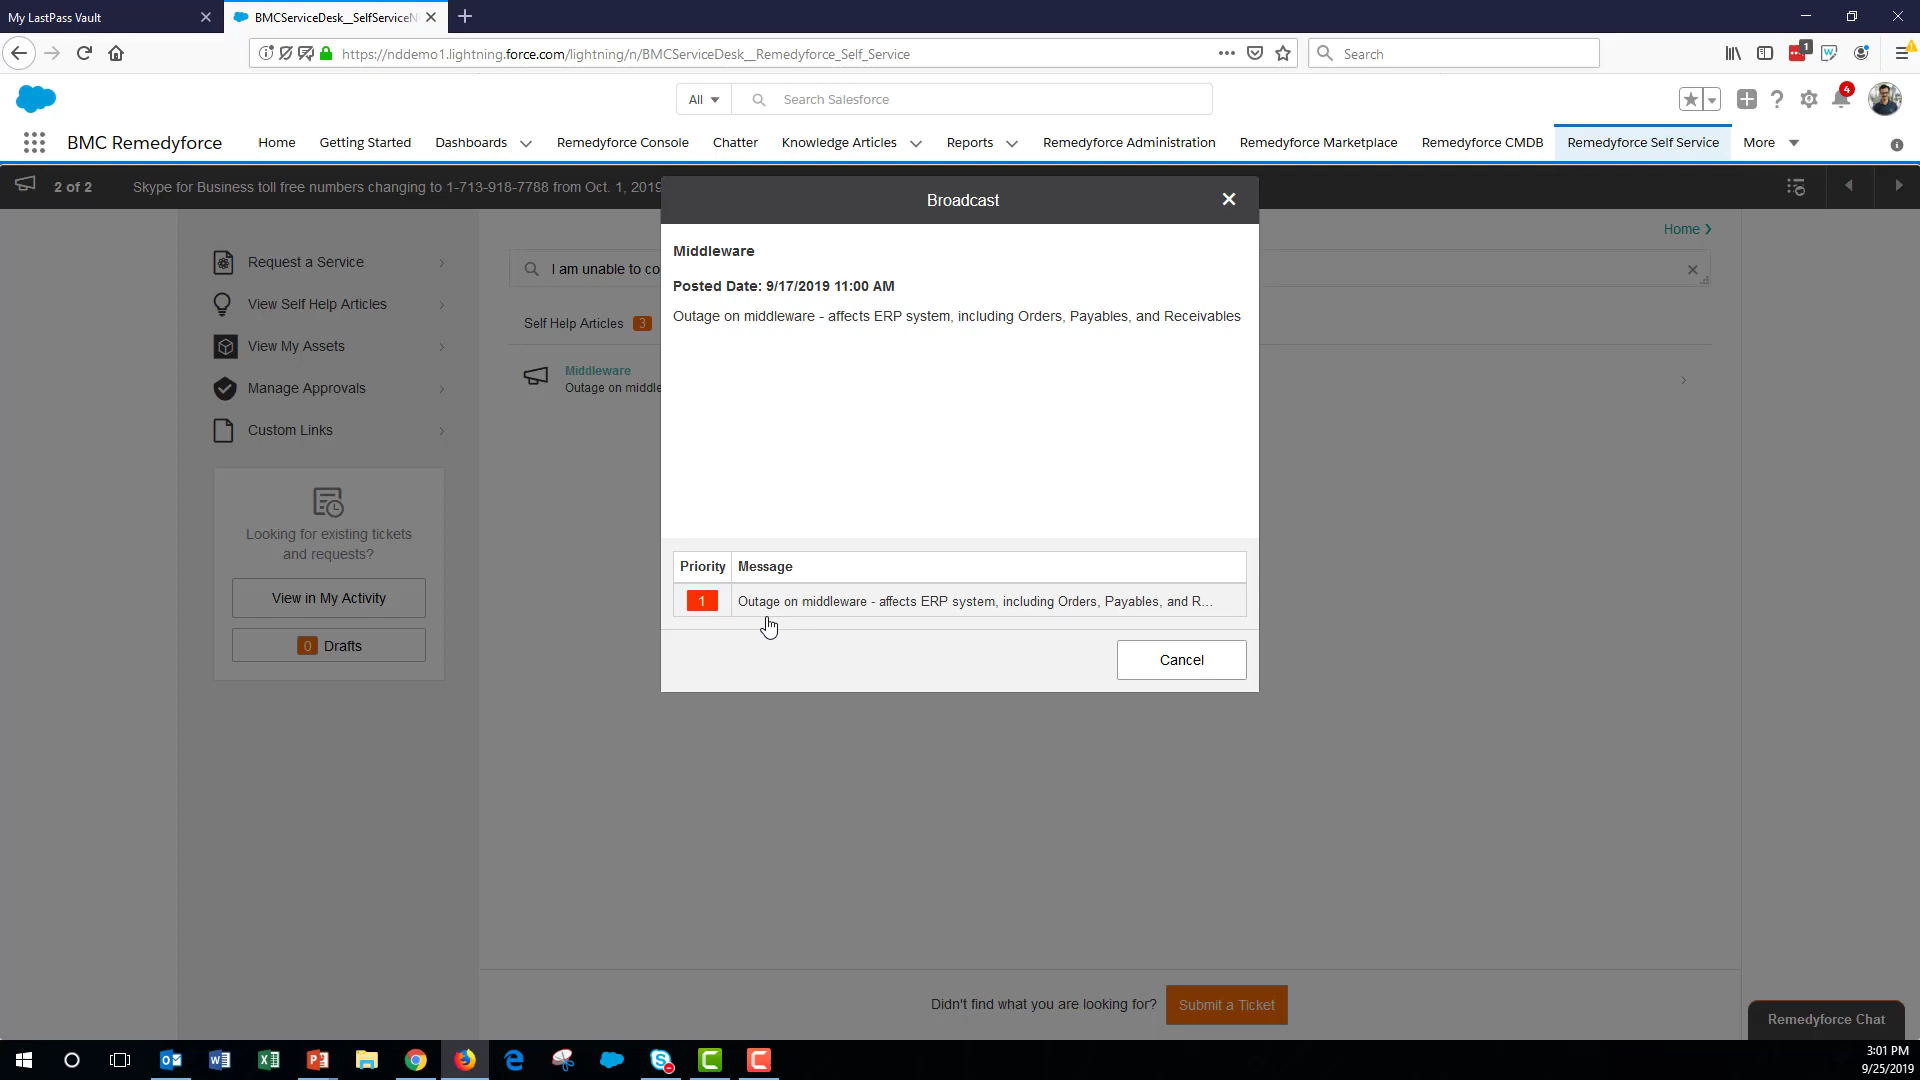 My LastPass Vault
BMCServiceDesk__SelfServiceN
https://nddemo1.lightning.force.com/lightning/n/BMCServiceDesk__Remedyforce_Self_Service
Search
1
All
Search Salesforce
4
BMC Remedyforce
Home
Getting Started
Dashboards
Remedyforce Console
Chatter
Knowledge Articles
Reports
Remedyforce Administration
Remedyforce Marketplace
Remedyforce CMDB
Remedyforce Self Service
More
2 of 2
Skype for Business toll free numbers changing to 1-713-918-7788 from Oct. 1, 2019
Broadcast
Home
Request a Service
View Self Help Articles
View My Assets
Manage Approvals
Custom Links
Looking for existing tickets
and requests?
View in My Activity
0 Drafts
I am unable to co
Self Help Articles 3
Middleware
Outage on middle
Middleware
Posted Date: 9/17/2019 11:00 AM
Outage on middleware - affects ERP system, including Orders, Payables, and Receivables
Priority Message
1 Outage on middleware - affects ERP system, including Orders, Payables, and R...
Cancel
Didn't find what you are looking for? Submit a Ticket
Remedyforce Chat
3:01 PM
9/25/2019